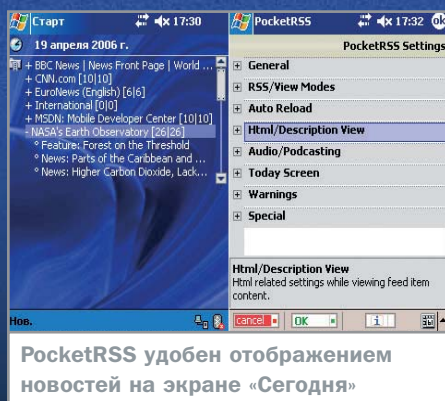 Старт 17:30
19 апреля 2006 г.
+ BBC News | News Front Page | World ...
+ CNN.com [10|10]
+ EuroNews (English) [6|6]
+ International [0|0]
+ MSDN: Mobile Developer Center [10|10]
- NASA's Earth Observatory [26|26]
° Feature: Forest on the Threshold
° News: Parts of the Caribbean and ...
° News: Higher Carbon Dioxide, Lack...
Нов.
PocketRSS 17:32 ok
PocketRSS Settings
General
RSS/View Modes
Auto Reload
Html/Description View
Audio/Podcasting
Today Screen
Warnings
Special
Html/Description View
Html related settings while viewing feed item
content.
cancel OK i
PocketRSS удобен отображением
новостей на экране «Сегодня»